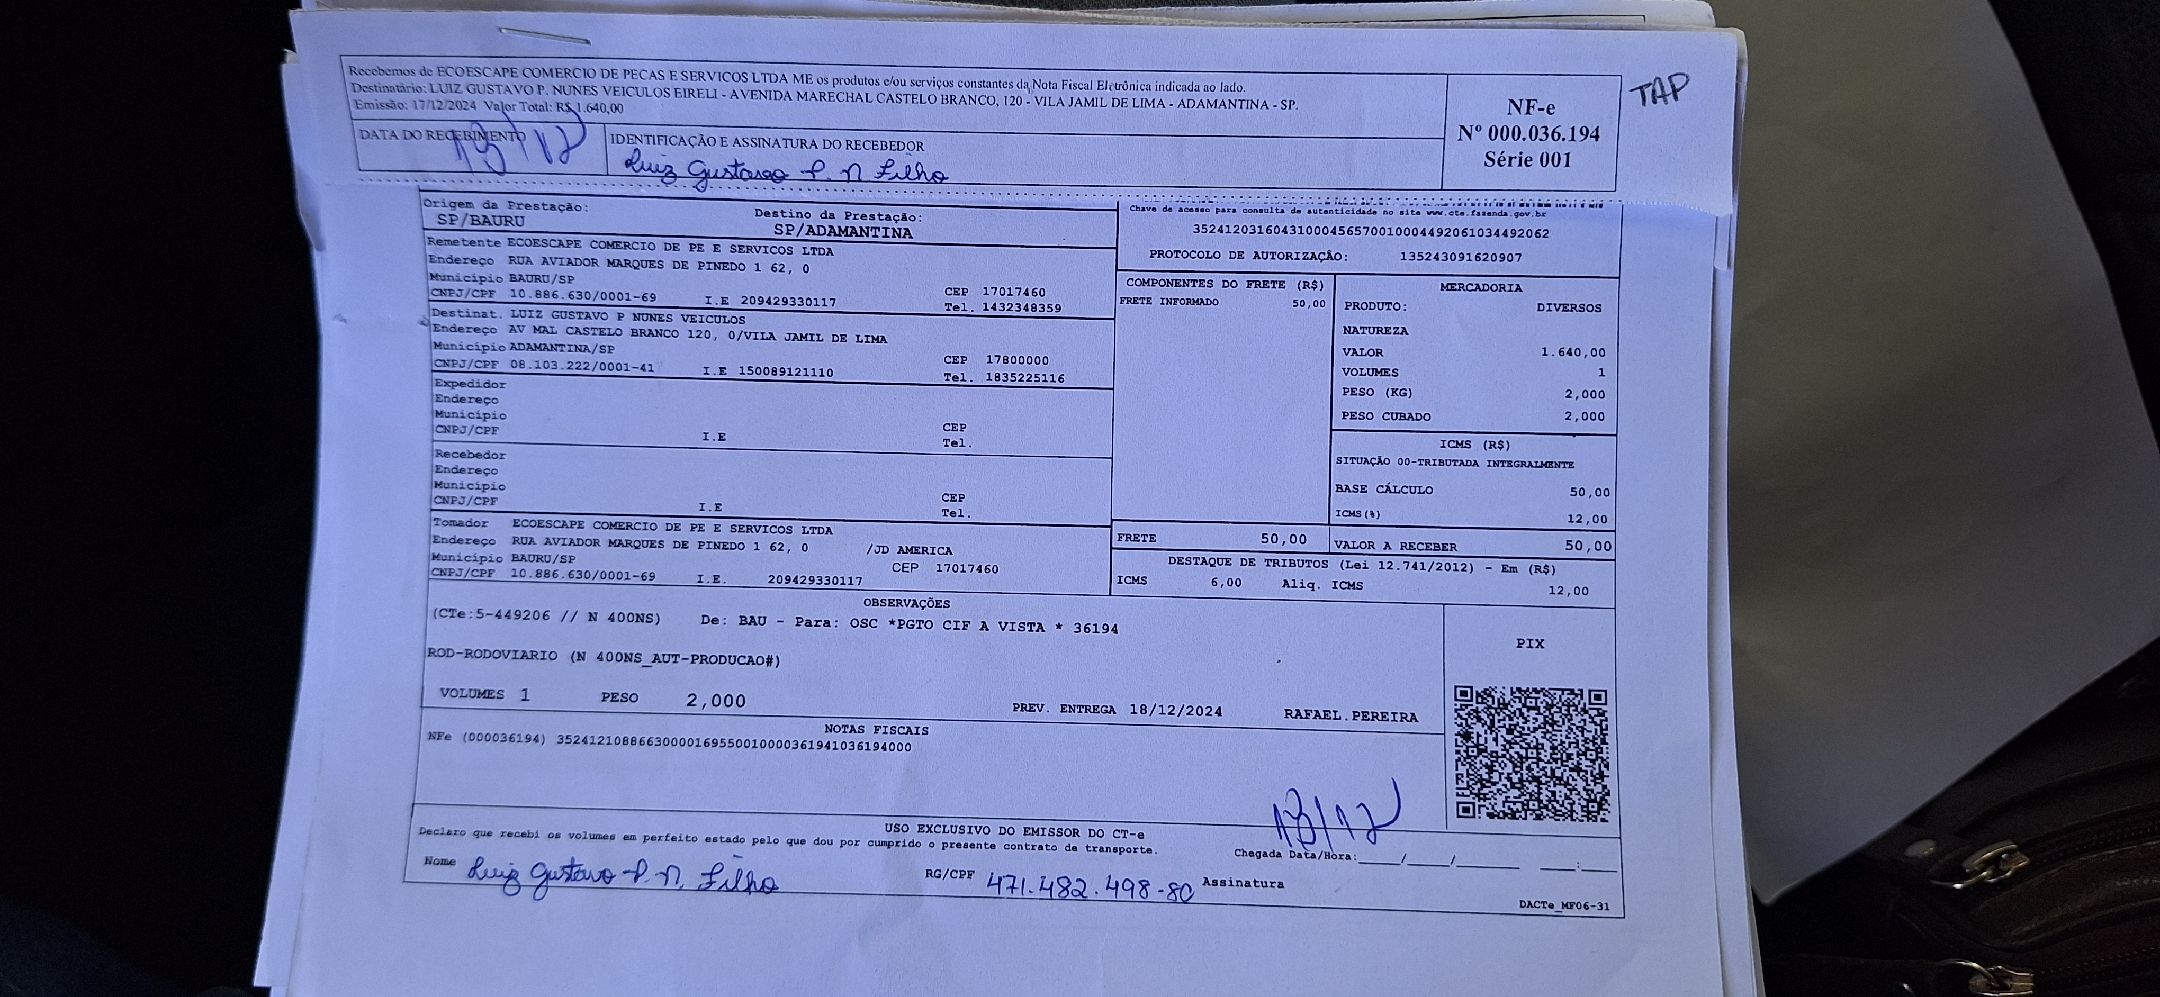 Recebemos de ECOESCAPE COMERCIO DE PECAS E SERVICOS LTDA ME os produtos e/ou serviços constantes da Nota Fiscal Eletrônica indicada ao lado.
Destinatário: LUIZ GUSTAVO P. NUNES VEICULOS EIRELI - AVENIDA MARECHAL CASTELO BRANCO, 120 - VILA JAMIL DE LIMA - ADAMANTINA - SP.
Emissão: 17/12/2024 Valor Total: R$ 1.640,00
NF-e
Nº 000.036.194
Série 001
TAP
DATA DO RECEBIMENTO
IDENTIFICAÇÃO E ASSINATURA DO RECEBEDOR
Luiz Gustavo P. N Filho
Origem da Prestação:
SP/BAURU
Destino da Prestação:
SP/ADAMANTINA
Remetente ECOESCAPE COMERCIO DE PE E SERVICOS LTDA
Endereço RUA AVIADOR MARQUES DE PINEDO 1 62, 0
Município BAURU/SP
CEP 17017460
CNPJ/CPF 10.886.630/0001-69 I.E 209429330117 Tel. 1432348359
Destinat. LUIZ GUSTAVO P NUNES VEICULOS
Endereço AV MAL CASTELO BRANCO 120, 0/VILA JAMIL DE LIMA
Município ADAMANTINA/SP
CEP 17800000
CNPJ/CPF 08.103.222/0001-41 I.E 150089121110 Tel. 1835225116
Expedidor
Endereço
Município
CEP
CNPJ/CPF I.E Tel.
Recebedor
Endereço
Município
CEP
CNPJ/CPF I.E Tel.
Tomador ECOESCAPE COMERCIO DE PE E SERVICOS LTDA
Endereço RUA AVIADOR MARQUES DE PINEDO 1 62, 0 /JD AMERICA
Município BAURU/SP CEP 17017460
CNPJ/CPF 10.886.630/0001-69 I.E. 209429330117
Chave de acesso para consulta de autenticidade no site www.cte.fazenda.gov.br
35241203160431000456570010004492061034492062
PROTOCOLO DE AUTORIZAÇÃO: 135243091620907
COMPONENTES DO FRETE (R$)
FRETE INFORMADO 50,00
MERCADORIA
PRODUTO: DIVERSOS
NATUREZA
VALOR 1.640,00
VOLUMES 1
PESO (KG) 2,000
PESO CUBADO 2,000
ICMS (R$)
SITUAÇÃO 00-TRIBUTADA INTEGRALMENTE
BASE CÁLCULO 50,00
ICMS(%) 12,00
FRETE 50,00 VALOR A RECEBER 50,00
DESTAQUE DE TRIBUTOS (Lei 12.741/2012) - Em (R$)
ICMS 6,00 Aliq. ICMS 12,00
OBSERVAÇÕES
(CTe:5-449206 // N 400NS) De: BAU - Para: OSC *PGTO CIF A VISTA * 36194
ROD-RODOVIARIO (N 400NS_AUT-PRODUCAO#)
VOLUMES 1 PESO 2,000 PREV. ENTREGA 18/12/2024 RAFAEL.PEREIRA
PIX
NOTAS FISCAIS
NFe (000036194) 35241210886630000169550010000361941036194000
USO EXCLUSIVO DO EMISSOR DO CT-e
Declaro que recebi os volumes em perfeito estado pelo que dou por cumprido o presente contrato de transporte.
Chegada Data/Hora:____/____/______ ___:___
Nome Luiz Gustavo P. N. Filho RG/CPF 471.482.498-80 Assinatura
DACTe_MF06-31